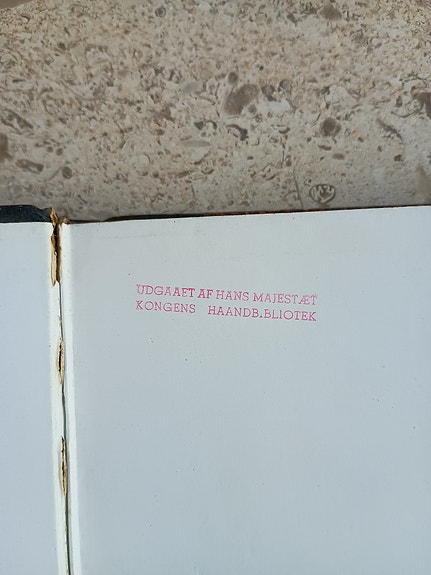 UDGAAET AF HANS MAJESTÆT
KONGENS HAANDB.BLIOTEK